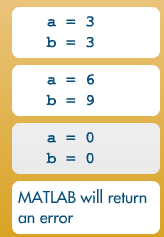 a = 3
b = 3
a = 6
b = 9
a = 0
b = 0
MATLAB will return
an error